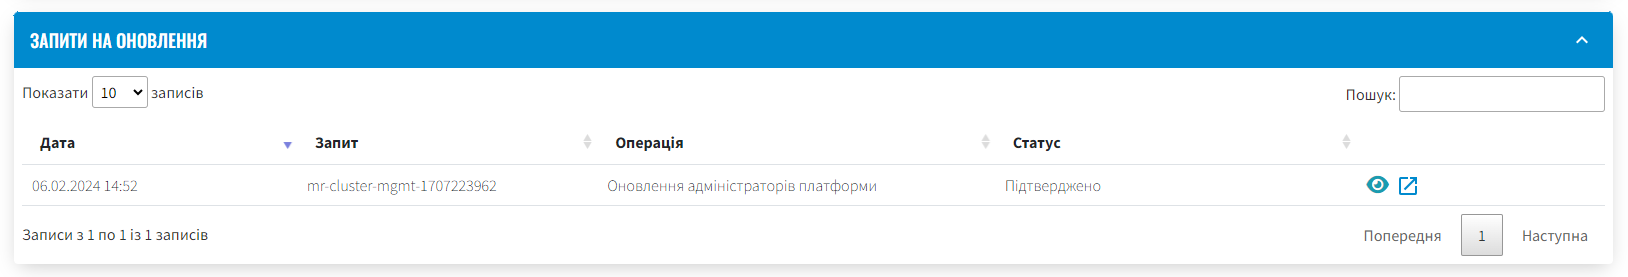 ЗАПИТИ НА ОНОВЛЕННЯ
Показати 10 записів
Пошук:
Дата Запит Операція Статус
06.02.2024 14:52 mr-cluster-mgmt-1707223962 Оновлення адміністраторів платформи Підтверджено
Записи з 1 по 1 із 1 записів
Попередня 1 Наступна